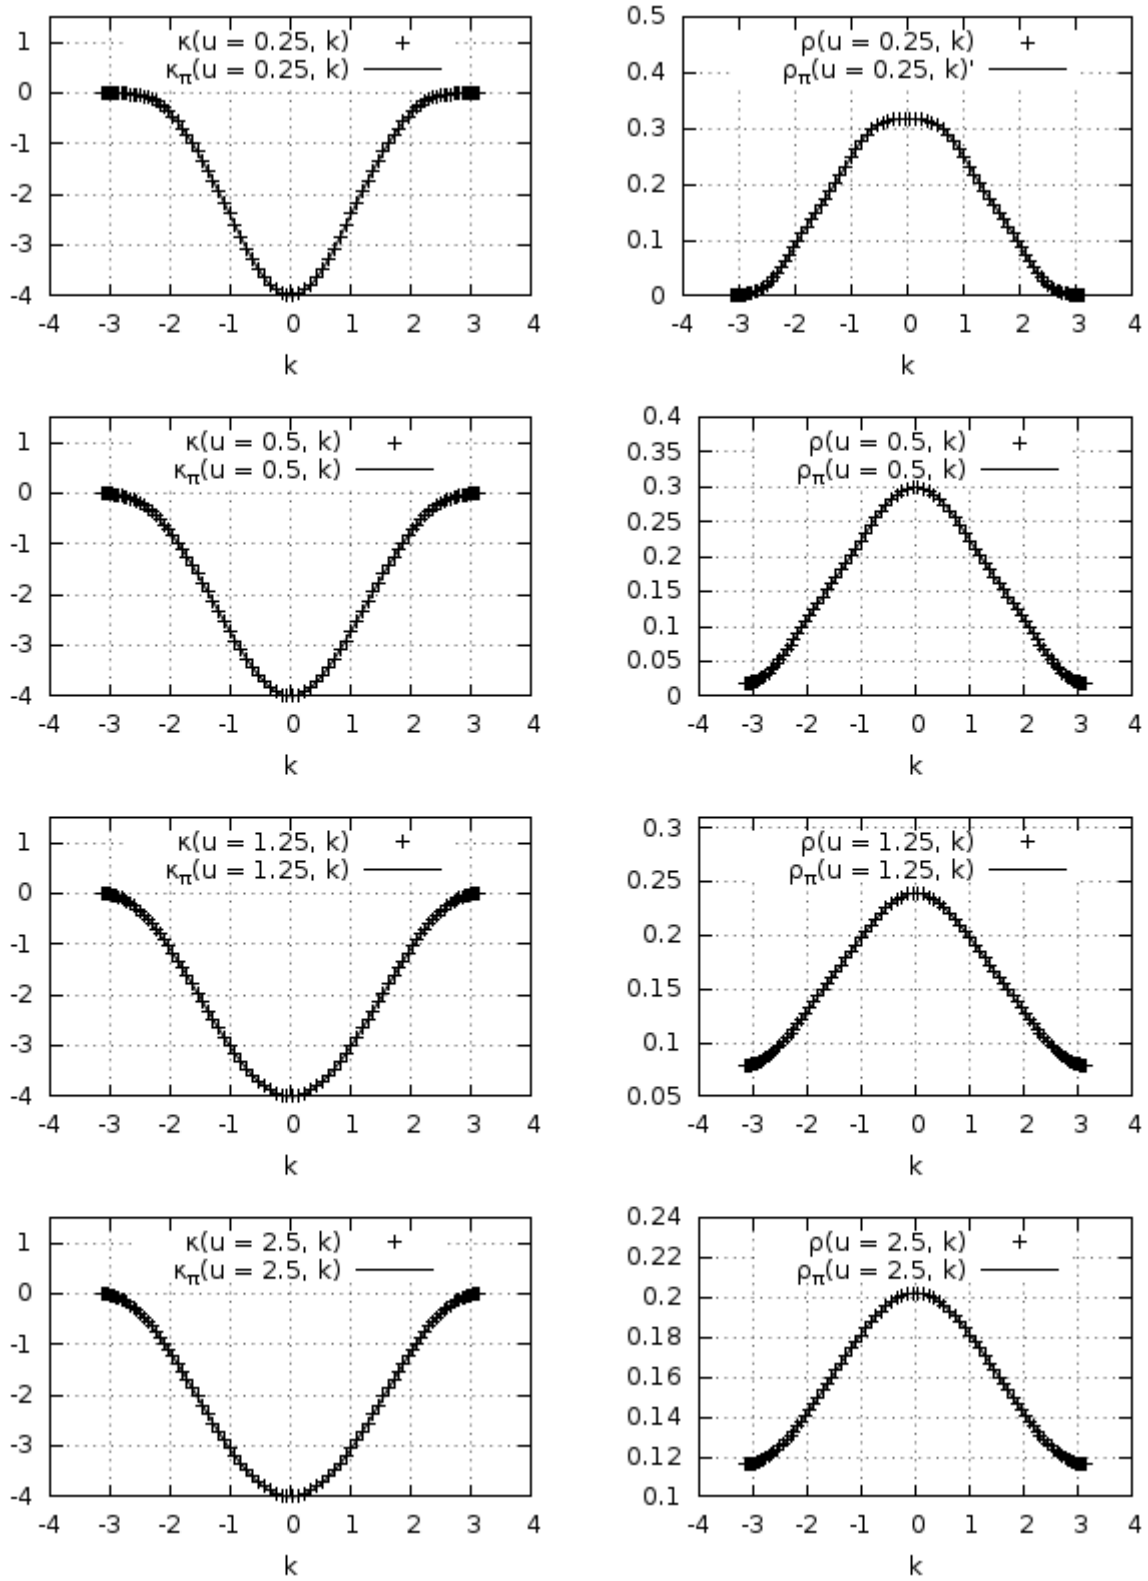 κ(u = 0.25, k)
κπ(u = 0.25, k)
1
0
-1
-2
-3
-4
-4 -3 -2 -1 0 1 2 3 4
k
ρ(u = 0.25, k)
ρπ(u = 0.25, k)'
0.5
0.4
0.3
0.2
0.1
0
-4 -3 -2 -1 0 1 2 3 4
k
κ(u = 0.5, k)
κπ(u = 0.5, k)
1
0
-1
-2
-3
-4
-4 -3 -2 -1 0 1 2 3 4
k
ρ(u = 0.5, k)
ρπ(u = 0.5, k)
0.4
0.35
0.3
0.25
0.2
0.15
0.1
0.05
0
-4 -3 -2 -1 0 1 2 3 4
k
κ(u = 1.25, k)
κπ(u = 1.25, k)
1
0
-1
-2
-3
-4
-4 -3 -2 -1 0 1 2 3 4
k
ρ(u = 1.25, k)
ρπ(u = 1.25, k)
0.3
0.25
0.2
0.15
0.1
0.05
-4 -3 -2 -1 0 1 2 3 4
k
κ(u = 2.5, k)
κπ(u = 2.5, k)
1
0
-1
-2
-3
-4
-4 -3 -2 -1 0 1 2 3 4
k
ρ(u = 2.5, k)
ρπ(u = 2.5, k)
0.24
0.22
0.2
0.18
0.16
0.14
0.12
0.1
-4 -3 -2 -1 0 1 2 3 4
k